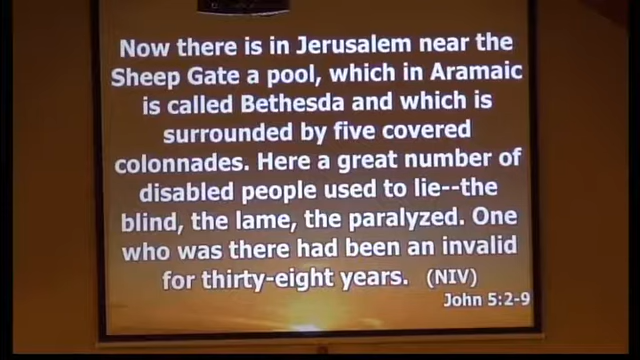 Now there is in Jerusalem near the
Sheep Gate a pool, which in Aramaic
is called Bethesda and which is
surrounded by five covered
colonnades. Here a great number of
disabled people used to lie--the
blind, the lame, the paralyzed. One
who was there had been an invalid
for thirty-eight years. (NIV)
John 5:2-9